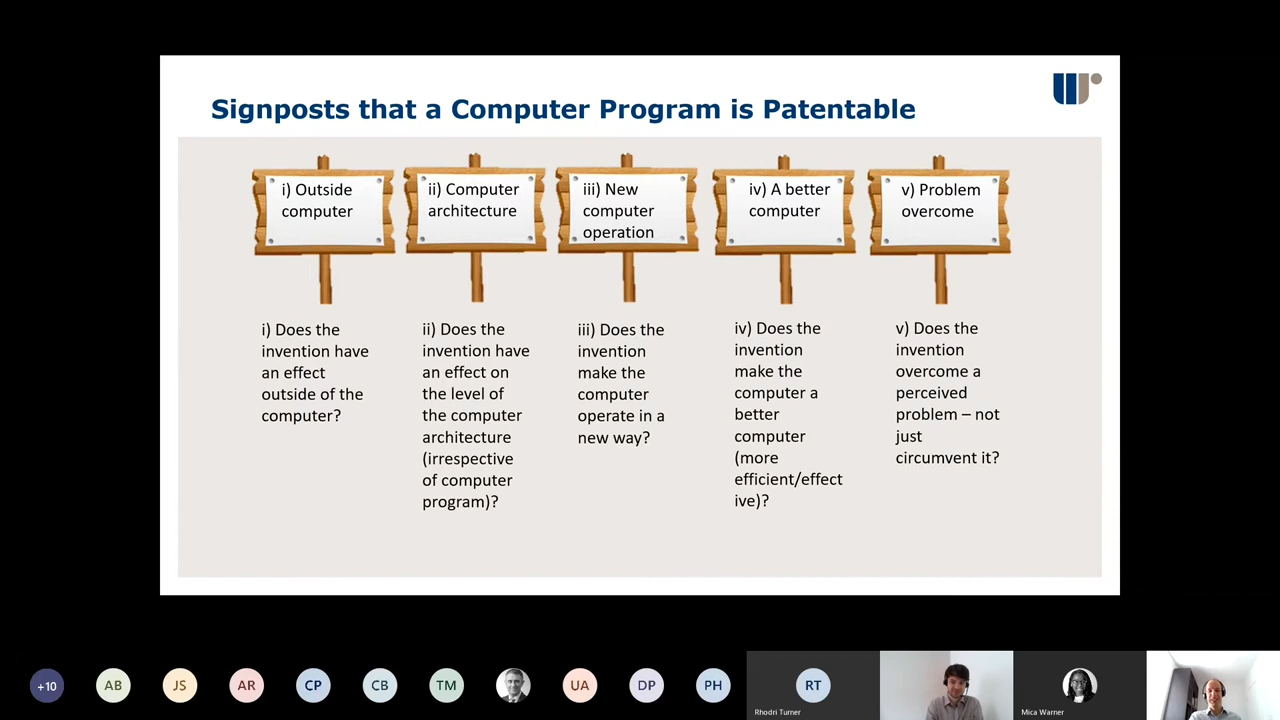 Signposts that a Computer Program is Patentable
i) Outside
computer
ii) Computer
architecture
iii) New
computer
operation
iv) A better
computer
v) Problem
overcome
i) Does the
invention have
an effect
outside of the
computer?
ii) Does the
invention have
an effect on
the level of
the computer
architecture
(irrespective
of computer
program)?
iii) Does the
invention
make the
computer
operate in a
new way?
iv) Does the
invention
make the
computer a
better
computer
(more
efficient/effect
ive)?
v) Does the
invention
overcome a
perceived
problem – not
just
circumvent it?
+10
AB
JS
AR
CP
CB
TM
UA
DP
PH
RT
Rhodri Turner
Mica Warner